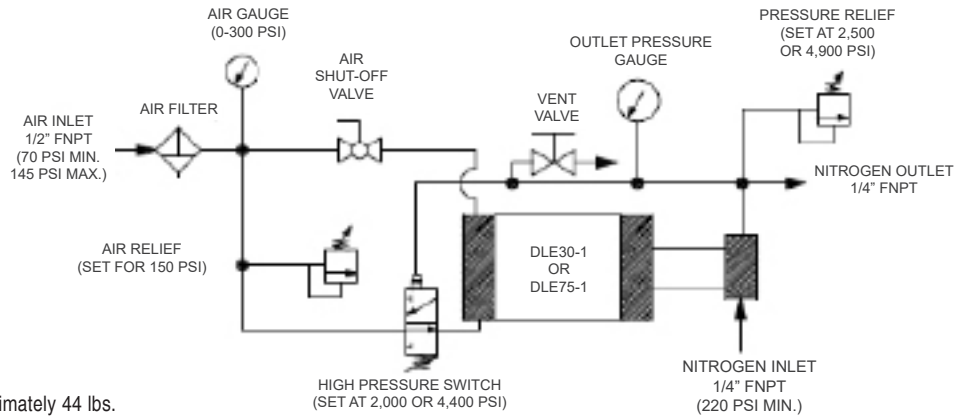 AIR GAUGE
(0-300 PSI)
PRESSURE RELIEF
(SET AT 2,500
OR 4,900 PSI)
OUTLET PRESSURE
GAUGE
AIR
SHUT-OFF
VALVE
VENT
VALVE
AIR FILTER
AIR INLET
1/2" FNPT
(70 PSI MIN.
145 PSI MAX.)
NITROGEN OUTLET
1/4" FNPT
AIR RELIEF
(SET FOR 150 PSI)
DLE30-1
OR
DLE75-1
HIGH PRESSURE SWITCH
(SET AT 2,000 OR 4,400 PSI)
NITROGEN INLET
1/4" FNPT
(220 PSI MIN.)
imately 44 lbs.